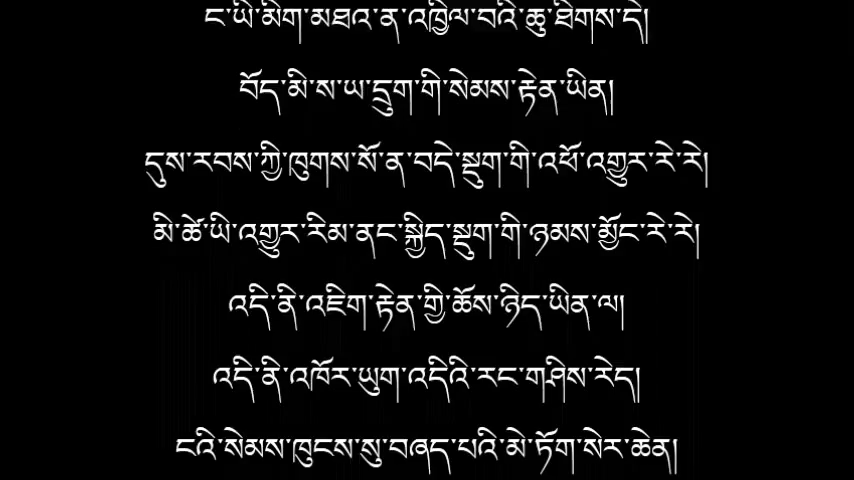 ང་ཡི་མིག་མཐའ་ན་འཁྱིལ་བའི་ཆུ་ཐིགས་དེ།
བོད་མི་ས་ཡ་དྲུག་གི་སེམས་རྟེན་ཡིན།
དུས་རབས་ཀྱི་ཁུགས་སོ་ན་བདེ་སྡུག་གི་འཕོ་འགྱུར་རེ་རེ།
མི་ཚེ་ཡི་འགྱུར་རིམ་ནང་སྐྱིད་སྡུག་གི་ཉམས་མྱོང་རེ་རེ།
འདི་ནི་འཇིག་རྟེན་གྱི་ཆོས་ཉིད་ཡིན་ལ།
འདི་ནི་འཁོར་ཡུག་འདིའི་རང་གཤིས་རེད།
ངའི་སེམས་ཁུངས་སུ་བཞད་པའི་མེ་ཏོག་སེར་ཆེན།